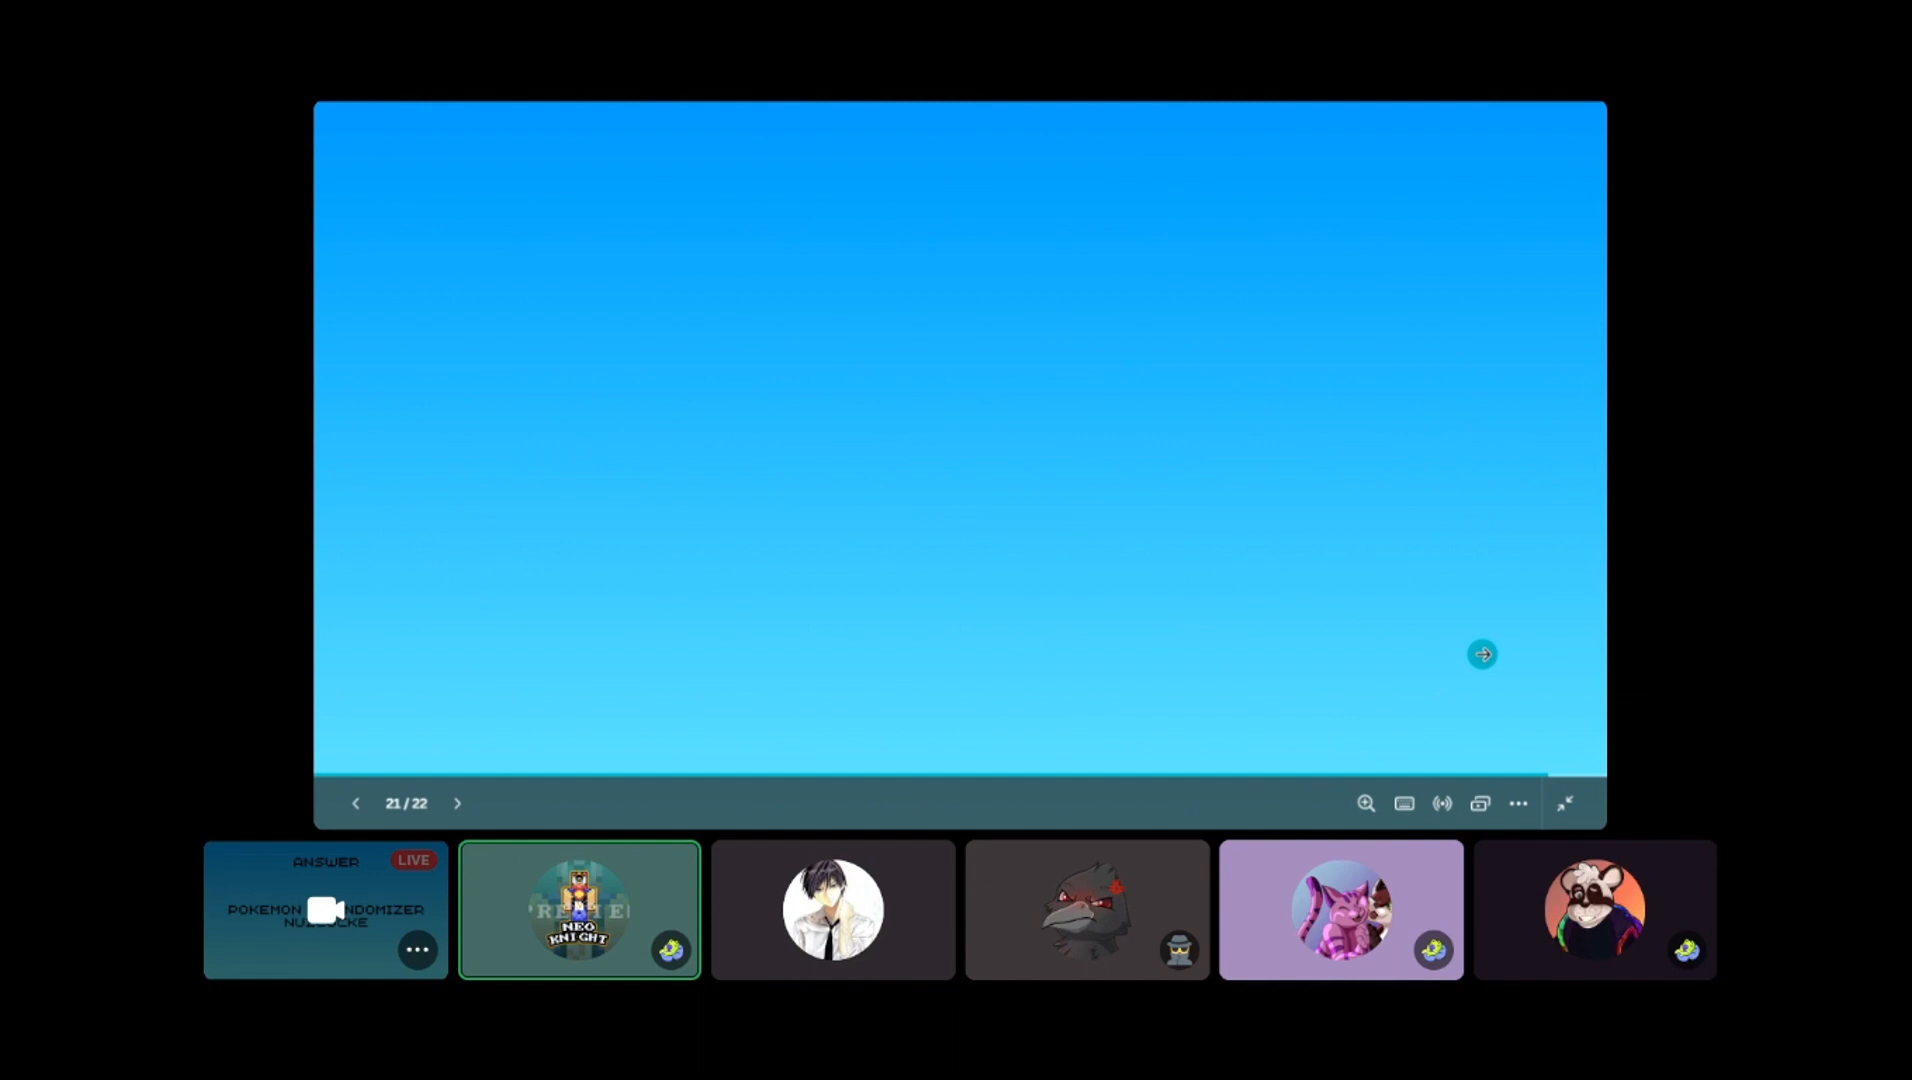 21/22
ANSWER
LIVE
POKEMON
NDOMIZER
NEO
KNIGHT